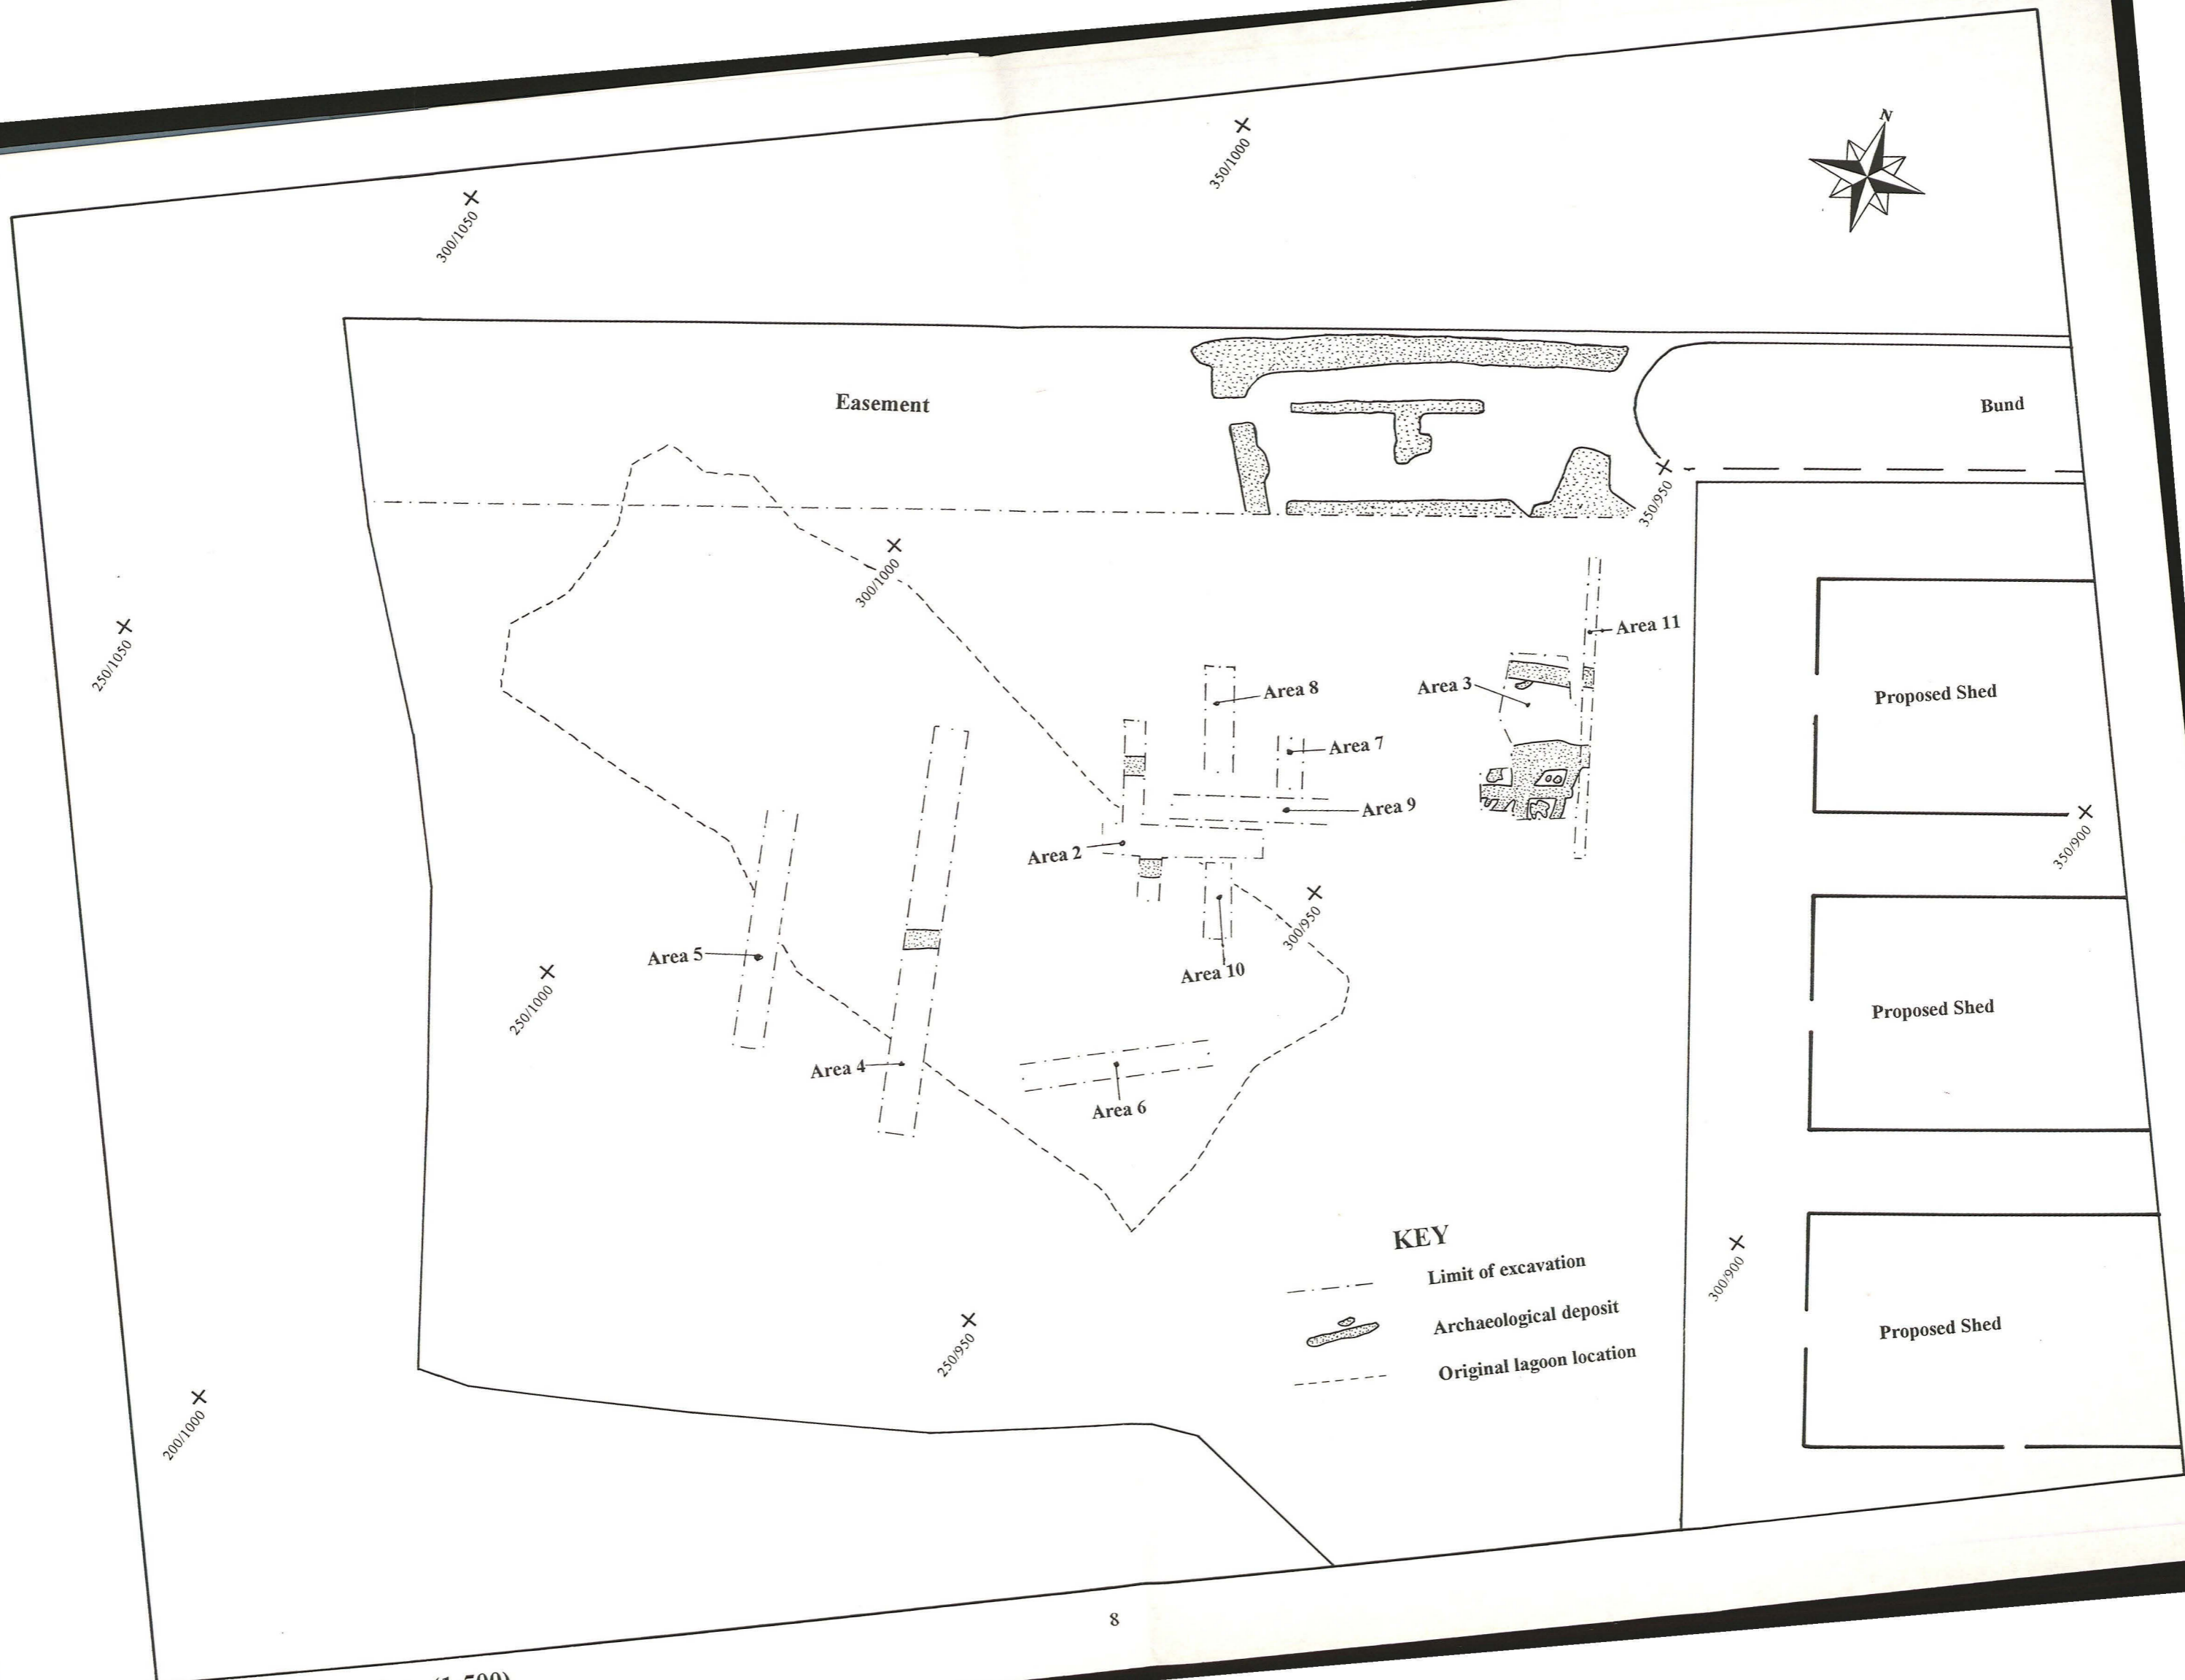 N
350/1000
300/1050
Easement
Bund
350/950
300/1000
250/1050
Area 11
Area 8
Area 3
Proposed Shed
Area 7
Area 9
Area 2
350/900
300/950
Area 5
Area 10
250/1000
Proposed Shed
Area 4
Area 6
KEY
Limit of excavation
300/900
Archaeological deposit
Proposed Shed
Original lagoon location
250/950
200/1000
8